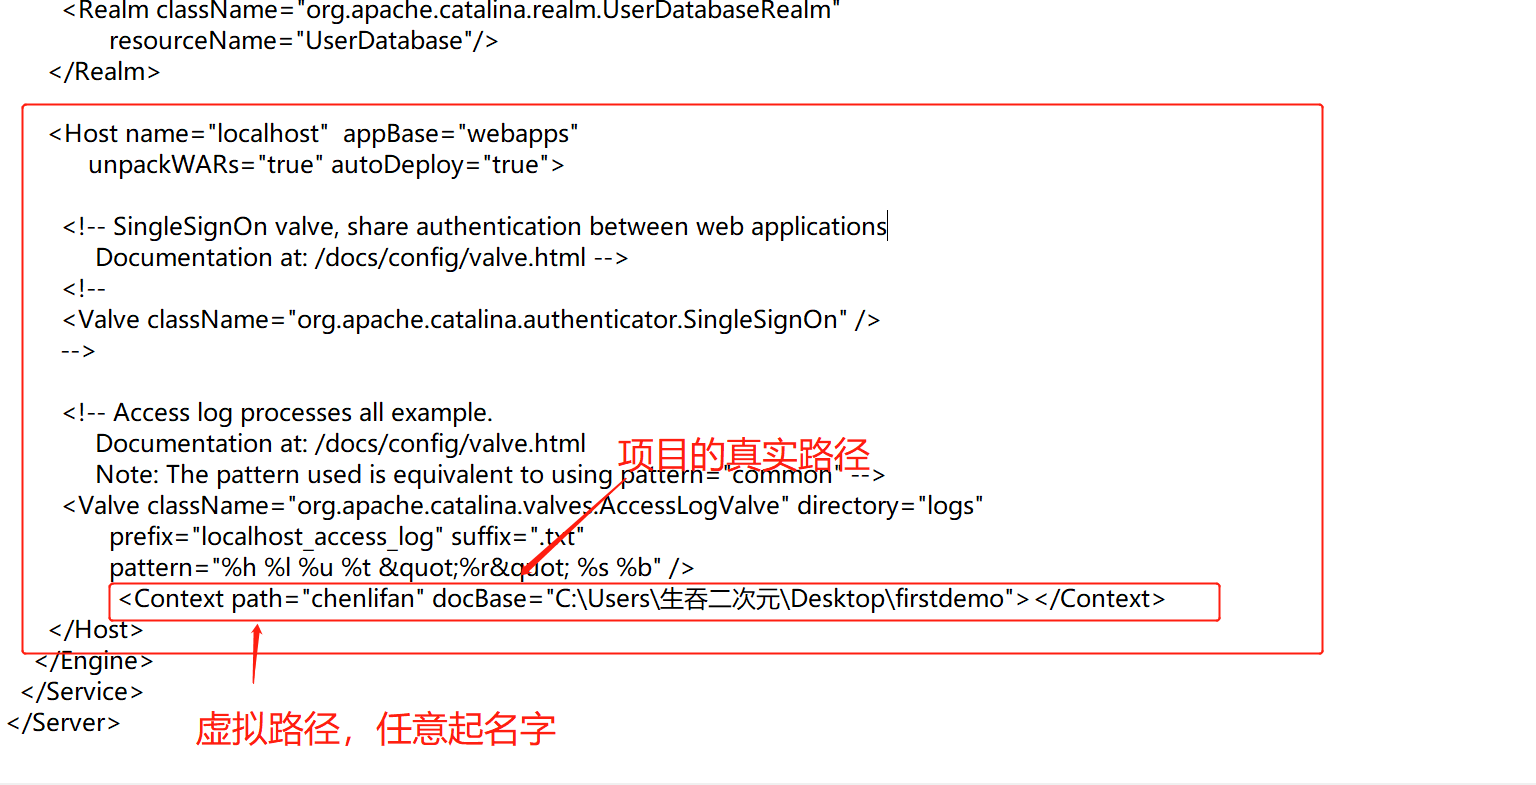 <Realm className="org.apache.catalina.realm.UserDatabaseRealm"
resourceName="UserDatabase"/>
</Realm>
<Host name="localhost" appBase="webapps"
unpackWARs="true" autoDeploy="true">
<!-- SingleSignOn valve, share authentication between web applications
Documentation at: /docs/config/valve.html -->
<!--
<Valve className="org.apache.catalina.authenticator.SingleSignOn" />
-->
<!-- Access log processes all example.
Documentation at: /docs/config/valve.html
项目的真实路径
Note: The pattern used is equivalent to using pattern="common" -->
<Valve className="org.apache.catalina.valves.AccessLogValve" directory="logs"
prefix="localhost_access_log" suffix=".txt"
pattern="%h %l %u %t &quot;%r&quot; %s %b" />
<Context path="chenlifan" docBase="C:\Users\生吞二次元\Desktop\firstdemo"></Context>
</Host>
</Engine>
</Service>
</Server>
虚拟路径，任意起名字